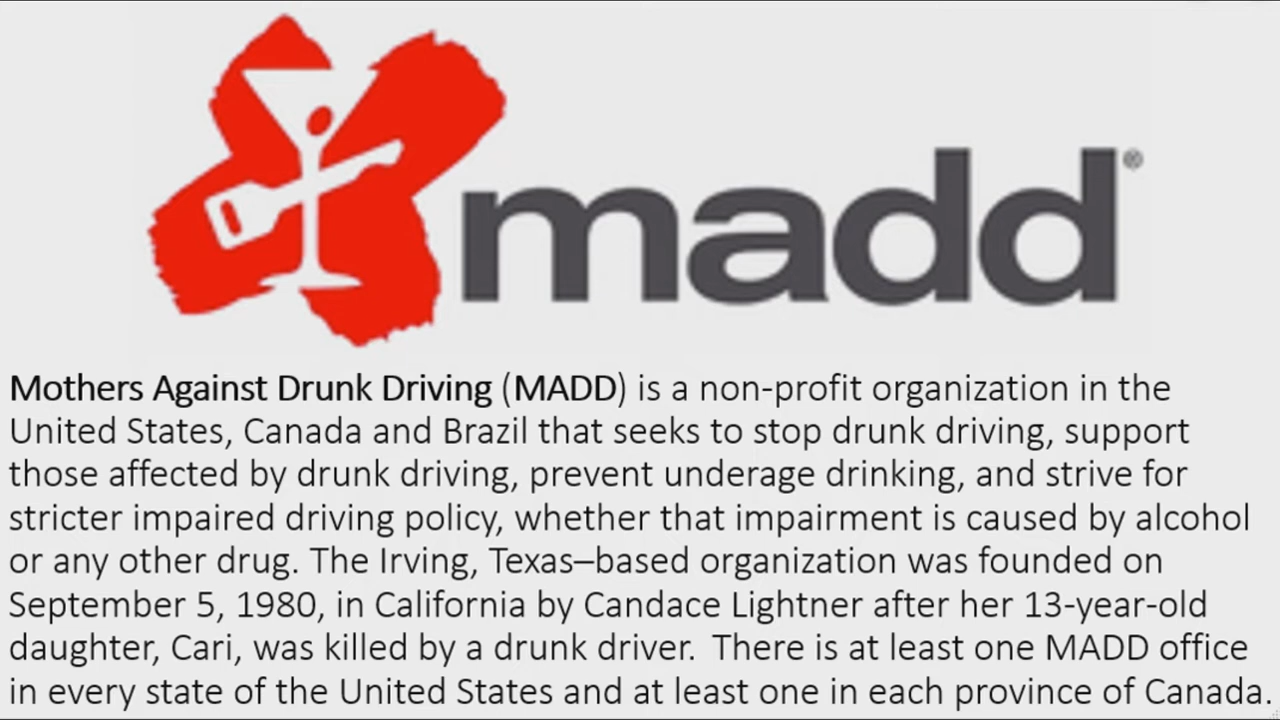 madd®
Mothers Against Drunk Driving (MADD) is a non-profit organization in the
United States, Canada and Brazil that seeks to stop drunk driving, support
those affected by drunk driving, prevent underage drinking, and strive for
stricter impaired driving policy, whether that impairment is caused by alcohol
or any other drug. The Irving, Texas–based organization was founded on
September 5, 1980, in California by Candace Lightner after her 13-year-old
daughter, Cari, was killed by a drunk driver. There is at least one MADD office
in every state of the United States and at least one in each province of Canada.